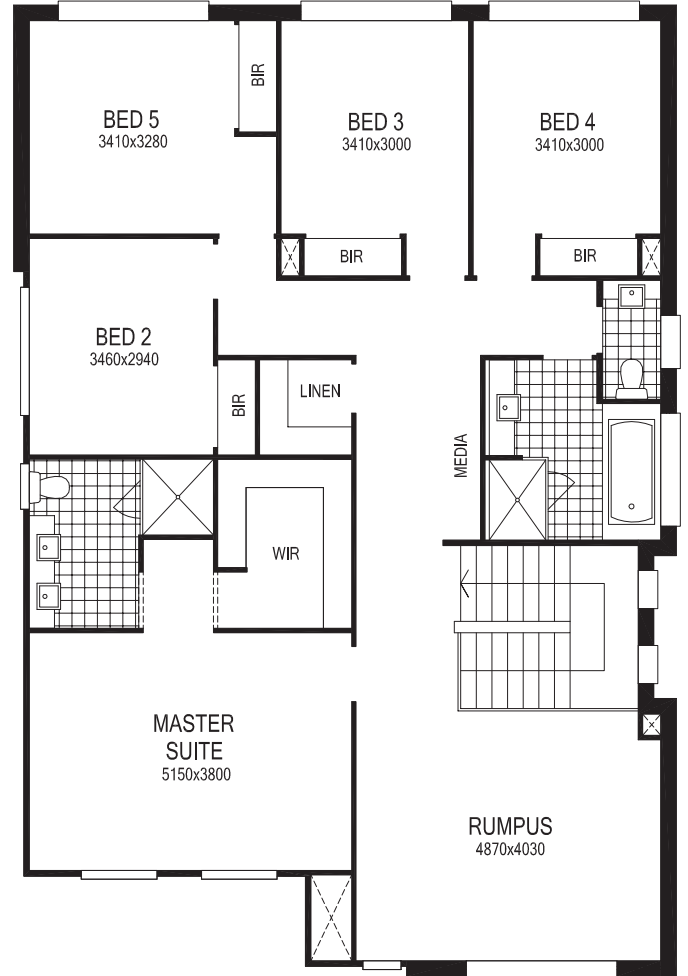 BED 5
3410x3280
BIR
BED 3
3410x3000
BED 4
3410x3000
BIR
BIR
BED 2
3460x2940
BIR
LINEN
MEDIA
WIR
MASTER
SUITE
5150x3800
RUMPUS
4870x4030